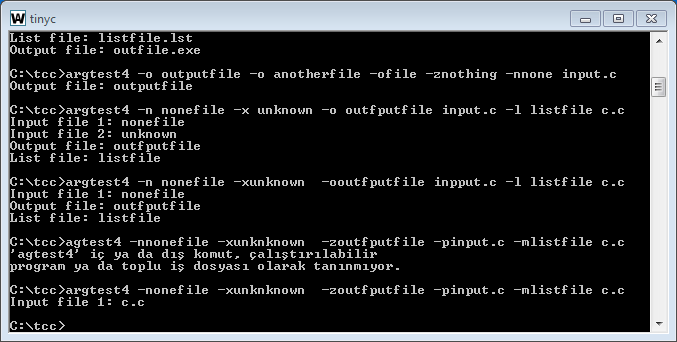 tinyc
List file: listfile.lst
Output file: outfile.exe
C:\tcc>argtest4 -o outputfile -o anotherfile -ofile -znothing -nnone input.c
Output file: outputfile
C:\tcc>argtest4 -n nonefile -x unknown -o outfputfile input.c -l listfile c.c
Input file 1: nonefile
Input file 2: unknown
Output file: outfputfile
List file: listfile
C:\tcc>argtest4 -n nonefile -xunknown  -ooutfputfile inpput.c -l listfile c.c
Input file 1: nonefile
Output file: outfputfile
List file: listfile
C:\tcc>agtest4 -nnonefile -xunknknown  -zoutfputfile -pinput.c -mlistfile c.c
'agtest4' iç ya da dış komut, çalıştırılabilir
program ya da toplu iş dosyası olarak tanınmıyor.
C:\tcc>argtest4 -nnonefile -xunknknown  -zoutfputfile -pinput.c -mlistfile c.c
Input file 1: c.c
C:\tcc>